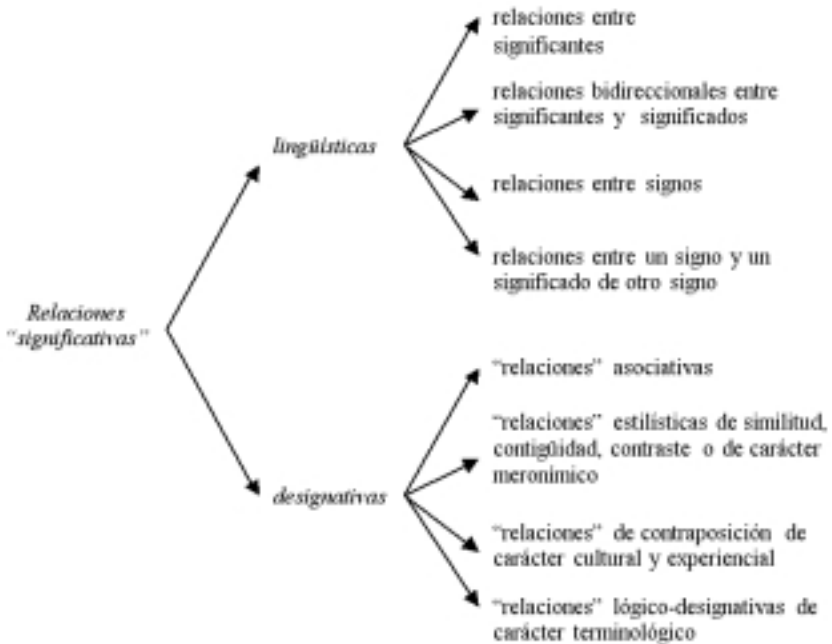 relaciones entre
significantes
relaciones bidireccionales entre
significantes y significados
lingüísticas
relaciones entre signos
relaciones entre un signo y un
significado de otro signo
Relaciones
“significativas”
“relaciones” asociativas
“relaciones” estilísticas de similitud,
contigüidad, contraste o de carácter
meronímico
designativas
“relaciones” de contraposición de
carácter cultural y experiencial
“relaciones” lógico-designativas de
carácter terminológico